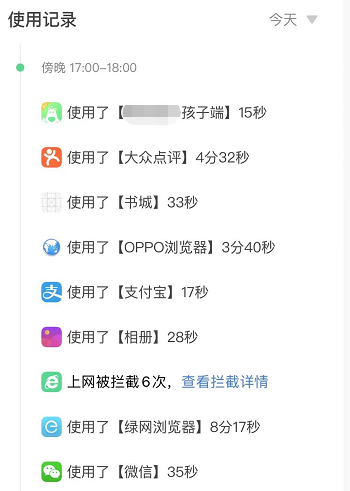 使用记录
今天
傍晚 17:00–18:00
使用了【孩子端】15秒
使用了【大众点评】4分32秒
使用了【书城】33秒
使用了【OPPO浏览器】3分40秒
使用了【支付宝】17秒
使用了【相册】28秒
上网被拦截6次，查看拦截详情
使用了【绿网浏览器】8分17秒
使用了【微信】35秒